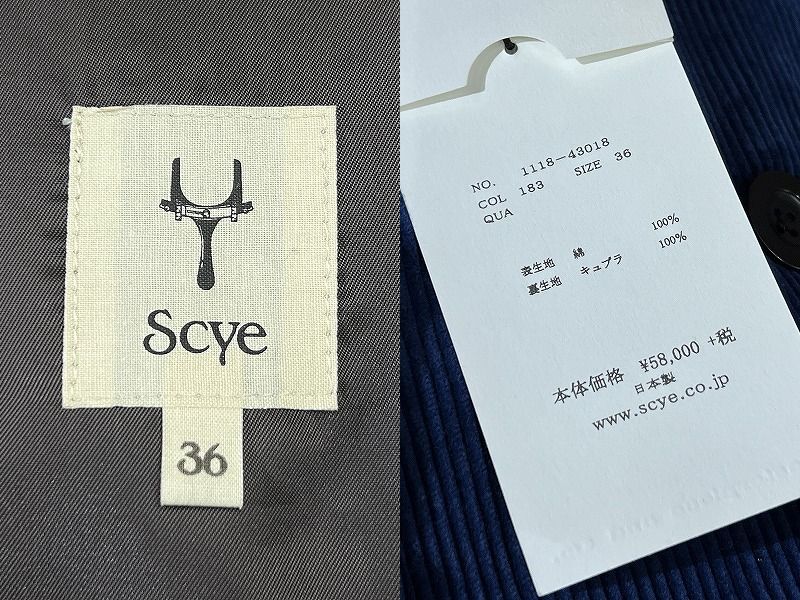 Scye
36
NO. 1118-43018
COL 183 SIZE 36
QUA
表生地 綿 100%
裏生地 キュプラ 100%
本体価格 ¥58,000 +税
日本製
www.scye.co.jp